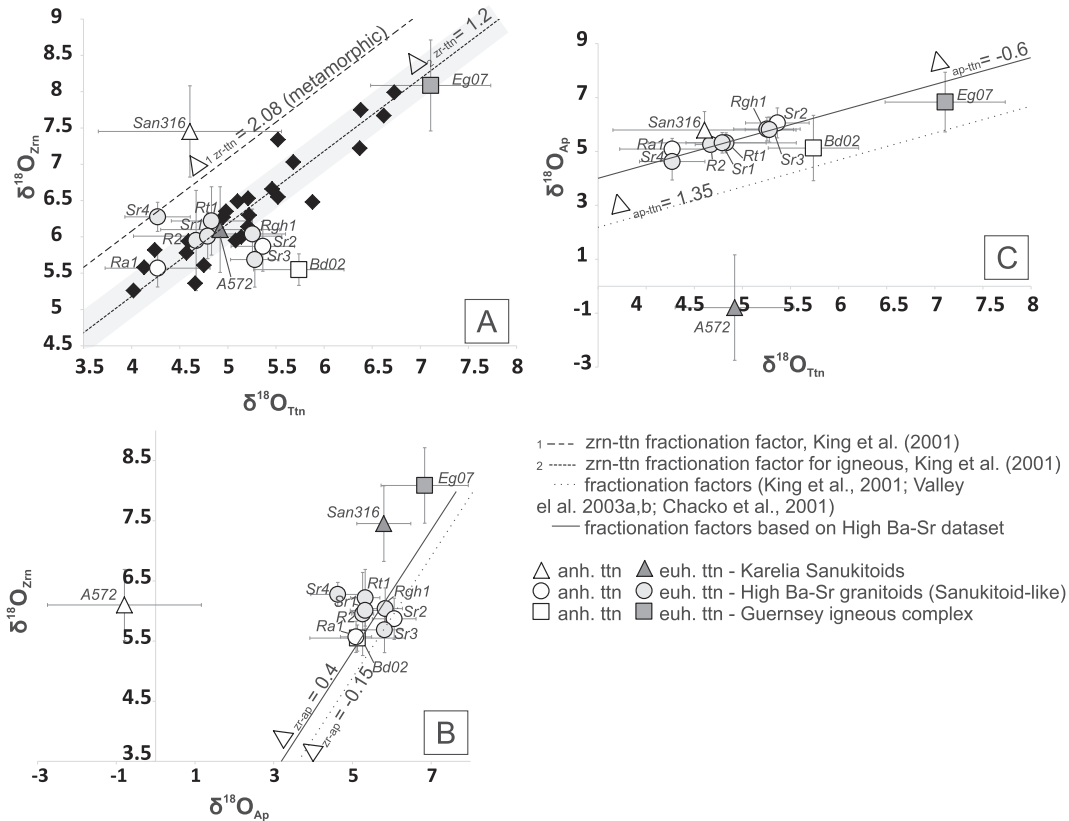 9
8.5
8
7.5
7
6.5
6
5.5
5
4.5
3.5 4 4.5 5 5.5 6 6.5 7 7.5 8
δ18OZrn
δ18OTtn
1 zr-ttn = 2.08 (metamorphic)
2 zr-ttn = 1.2
San316
Eg07
Sr4
Rt1
Sr1
R2
Rgh1
Sr2
Sr3
Ra1
A572
Bd02
A
9
7
5
3
1
-1
-3
4 4.5 5 5.5 6 6.5 7 7.5 8
δ18OAp
δ18OTtn
ap-ttn = -0.6
ap-ttn = 1.35
Rgh1
Sr2
Eg07
San316
Ra1
Sr4
R2
Rt1
Sr1
Sr3
Bd02
A572
C
8.5
7.5
6.5
5.5
4.5
3.5
-3 -1 1 3 5 7
δ18OZrn
δ18OAp
Eg07
San316
A572
Sr4
Rt1
Sr1
Rgh1
R2
Sr2
Ra1
Sr3
Bd02
zr-ap = 0.4
zr-ap = -0.15
B
1 zrn-ttn fractionation factor, King et al. (2001)
2 zrn-ttn fractionation factor for igneous, King et al. (2001)
fractionation factors (King et al., 2001; Valley
el al. 2003a,b; Chacko et al., 2001)
fractionation factors based on High Ba-Sr dataset
anh. ttn euh. ttn - Karelia Sanukitoids
anh. ttn euh. ttn - High Ba-Sr granitoids (Sanukitoid-like)
anh. ttn euh. ttn - Guernsey igneous complex